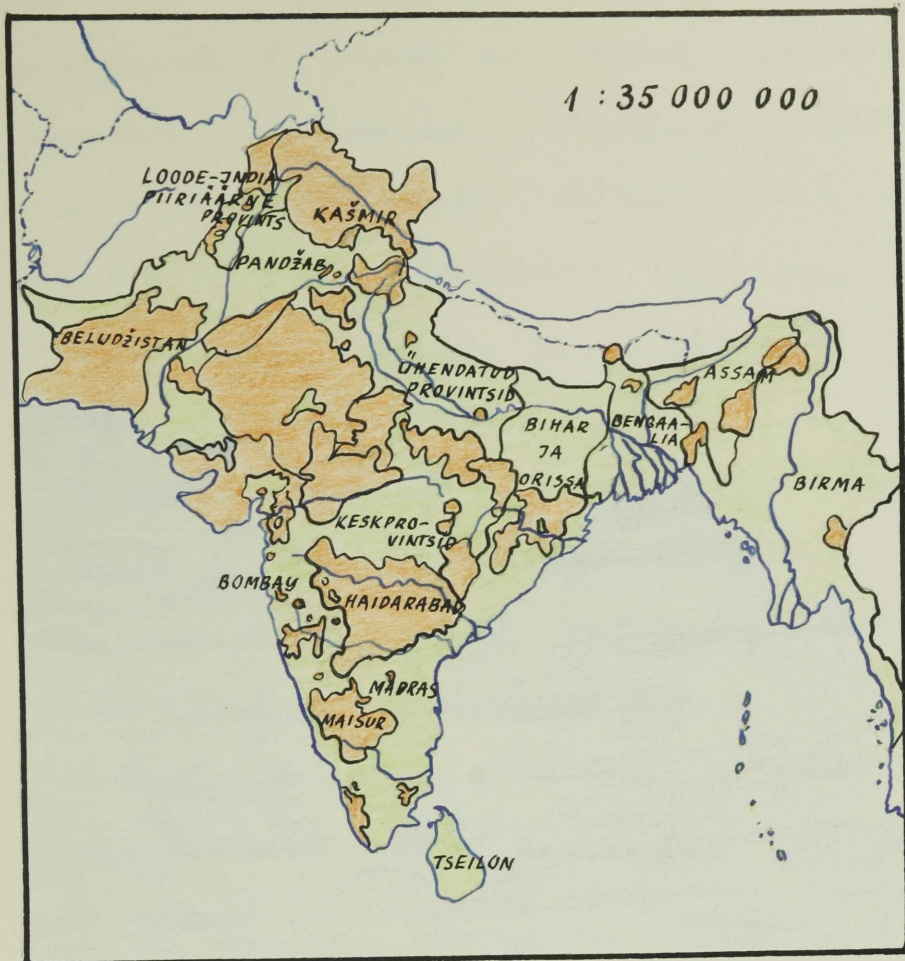 1 : 35 000 000
LOODE-INDIA
PIIRIÄÄRNE
PROVINTS
KAŠMIR
PANDŽAB
BELUDŽISTAN
ÜHENDATUD
PROVINTSID
ASSAM
BIHAR
JA
ORISSA
BENGAA-
LIA
BIRMA
KESKPRO-
VINTSID
BOMBAY
HAIDARABAD
MADRAS
MAISUR
TSEILON